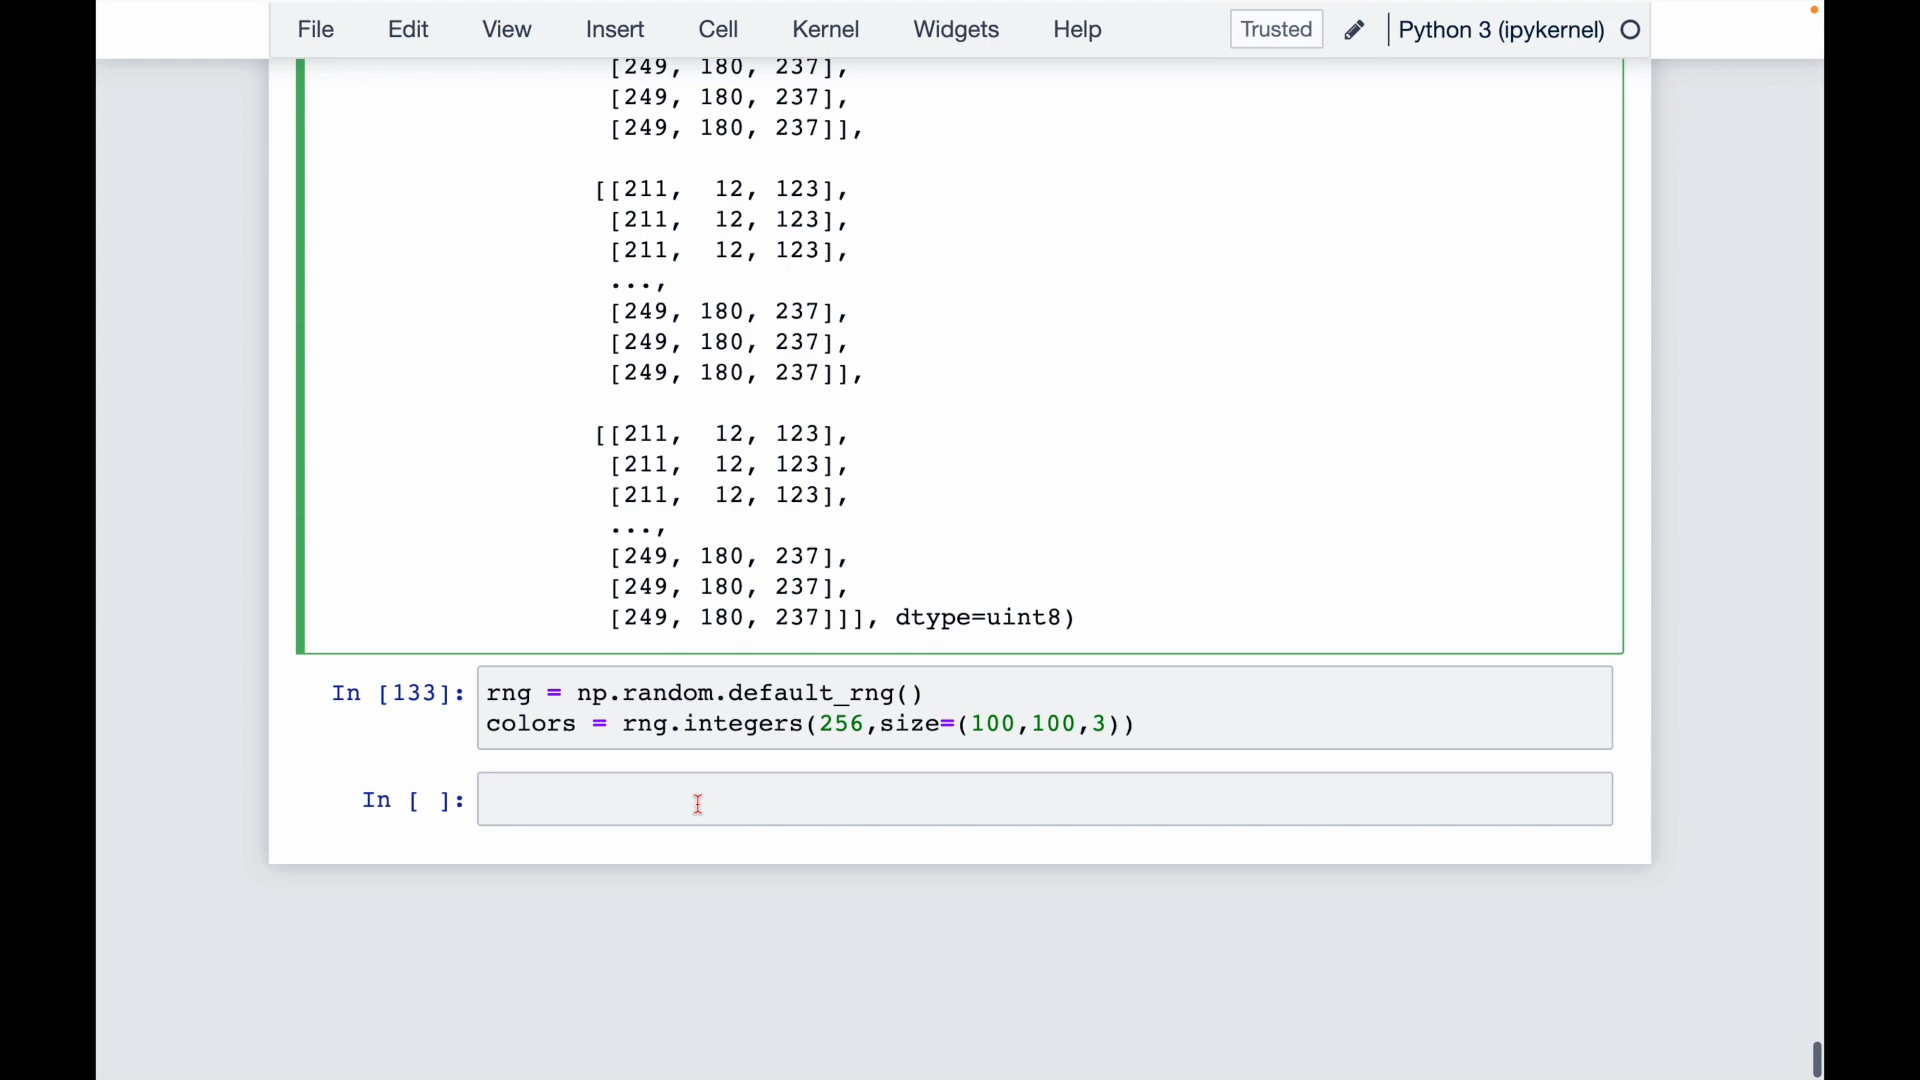 File Edit View Insert Cell Kernel Widgets Help Trusted Python 3 (ipykernel)
[249, 180, 237],
[249, 180, 237],
[249, 180, 237]],
[[211,  12, 123],
[211,  12, 123],
[211,  12, 123],
...,
[249, 180, 237],
[249, 180, 237],
[249, 180, 237]],
[[211,  12, 123],
[211,  12, 123],
[211,  12, 123],
...,
[249, 180, 237],
[249, 180, 237],
[249, 180, 237]]], dtype=uint8)
In [133]: rng = np.random.default_rng()
colors = rng.integers(256,size=(100,100,3))
In [ ]: